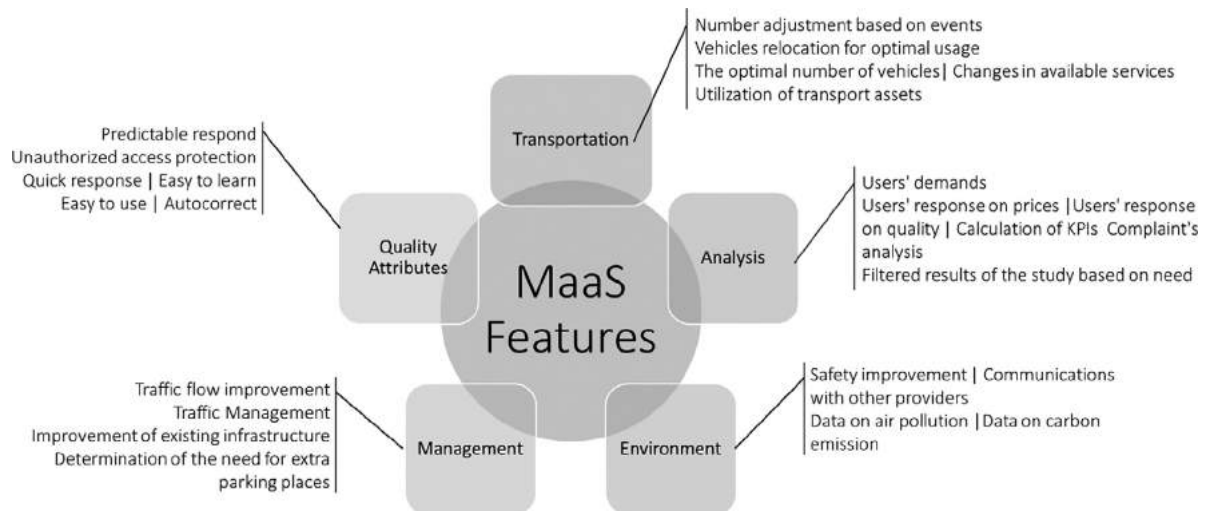 Number adjustment based on events
Vehicles relocation for optimal usage
The optimal number of vehicles| Changes in available services
Utilization of transport assets
Transportation
Predictable respond
Unauthorized access protection
Quick response | Easy to learn
Easy to use | Autocorrect
Quality
Attributes
Users' demands
Users' response on prices |Users' response
on quality | Calculation of KPIs Complaint's
analysis
Filtered results of the study based on need
Analysis
MaaS
Features
Traffic flow improvement
Traffic Management
Improvement of existing infrastructure
Determination of the need for extra
parking places
Management
Safety improvement | Communications
with other providers
Data on air pollution |Data on carbon
emission
Environment